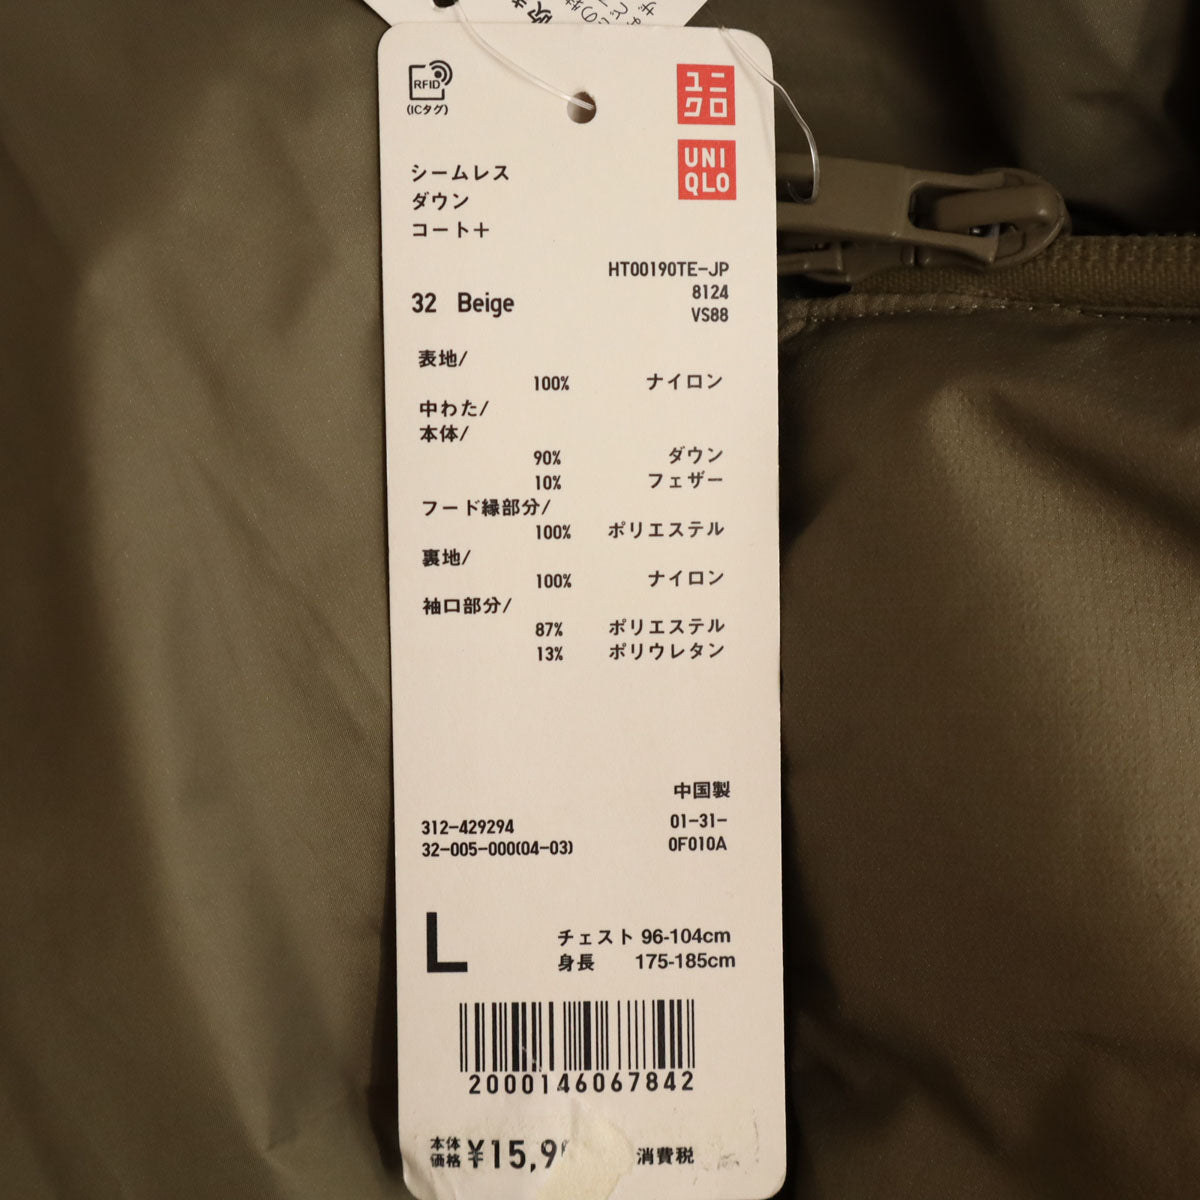 RFID
(ICタグ)
ユニ
クロ
UNI
QLO
シームレス
ダウン
コート＋
HT00190TE-JP
8124
VS88
32 Beige
表地/
100% ナイロン
中わた/
本体/
90% ダウン
10% フェザー
フード縁部分/
100% ポリエステル
裏地/
100% ナイロン
袖口部分/
87% ポリエステル
13% ポリウレタン
中国製
312-429294
01-31-
32-005-000(04-03)
0F010A
L
チェスト 96-104cm
身長 175-185cm
2000146067842
本体
価格
¥15,9
消費税